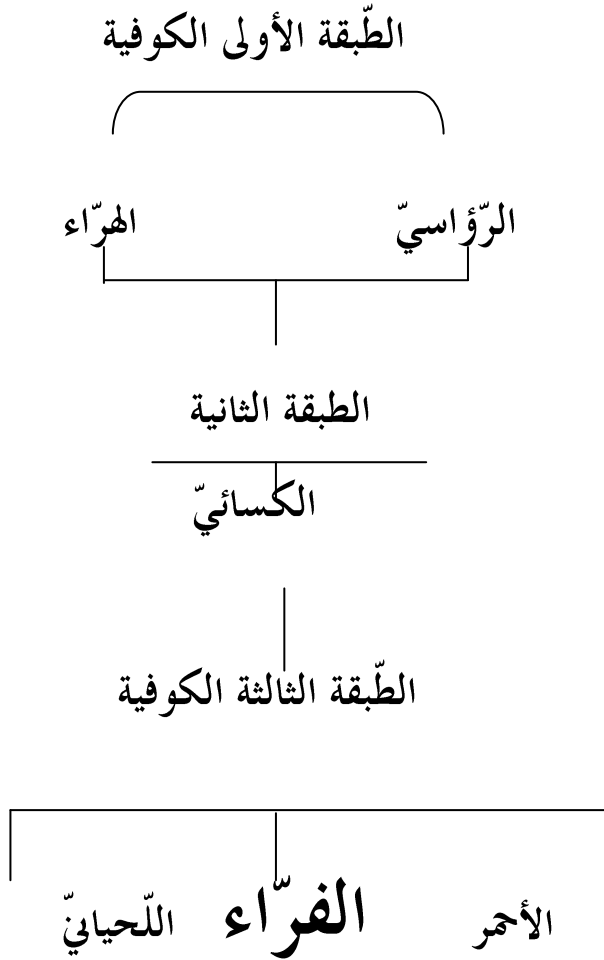 الطّبقة الأولى الكوفية
الرّؤاسيّ الهرّاء
الطبقة الثانية
الكسائيّ
الطّبقة الثالثة الكوفية
الأحمر الفرّاء اللّحيانيّ